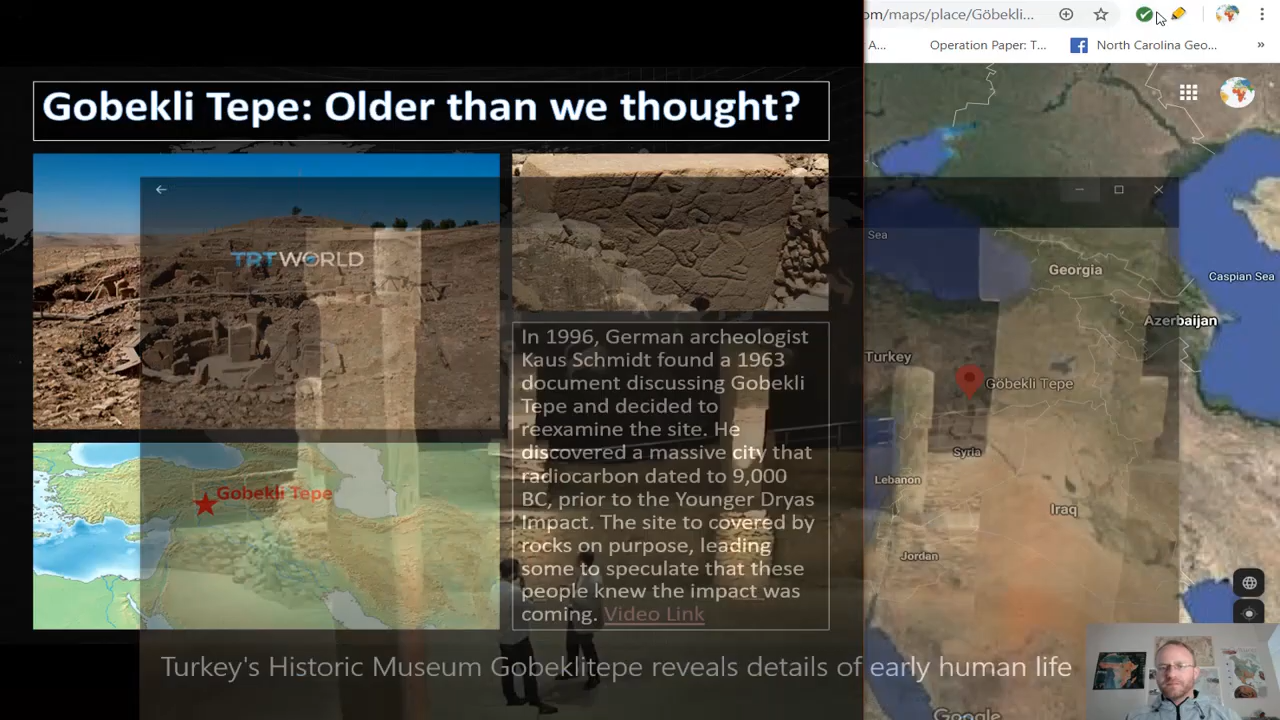 om/maps/place/Göbekli...
A...
Operation Paper: T...
North Carolina Geo...
»
Gobekli Tepe: Older than we thought?
TRTWORLD
In 1996, German archeologist
Kaus Schmidt found a 1963
document discussing Gobekli
Tepe and decided to
reexamine the site. He
discovered a massive city that
radiocarbon dated to 9,000
BC, prior to the Younger Dryas
Impact. The site to covered by
rocks on purpose, leading
some to speculate that these
people knew the impact was
coming. Video Link
Gobekli Tepe
Sea
Georgia
Caspian Sea
Azerbaijan
Turkey
Göbekli Tepe
Syria
Lebanon
Iraq
Jordan
Google
Turkey's Historic Museum Gobeklitepe reveals details of early human life